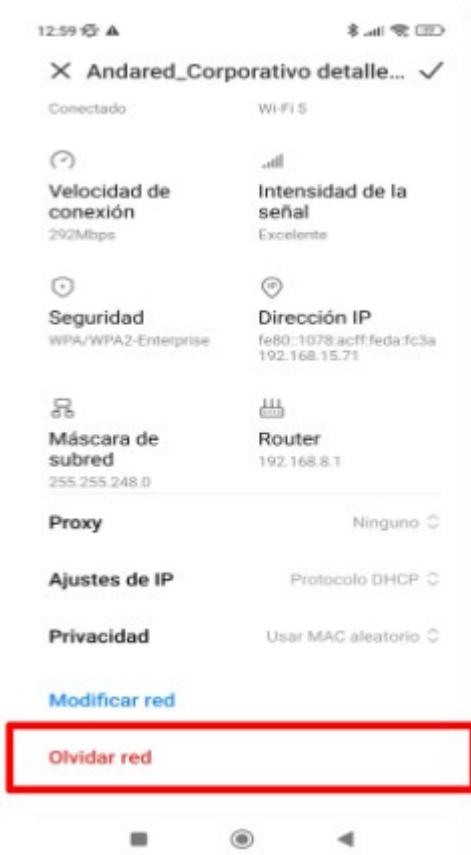 12:59
Andared_Corporativo detalle...
Conectado
Wi-Fi 5
Velocidad de
conexión
292Mbps
Intensidad de la
señal
Excelente
Seguridad
WPA/WPA2-Enterprise
Dirección IP
fe80::1078:acff:feda:fc3a
192.168.15.71
Máscara de
subred
255.255.248.0
Router
192.168.8.1
Proxy
Ninguno
Ajustes de IP
Protocolo DHCP
Privacidad
Usar MAC aleatorio
Modificar red
Olvidar red